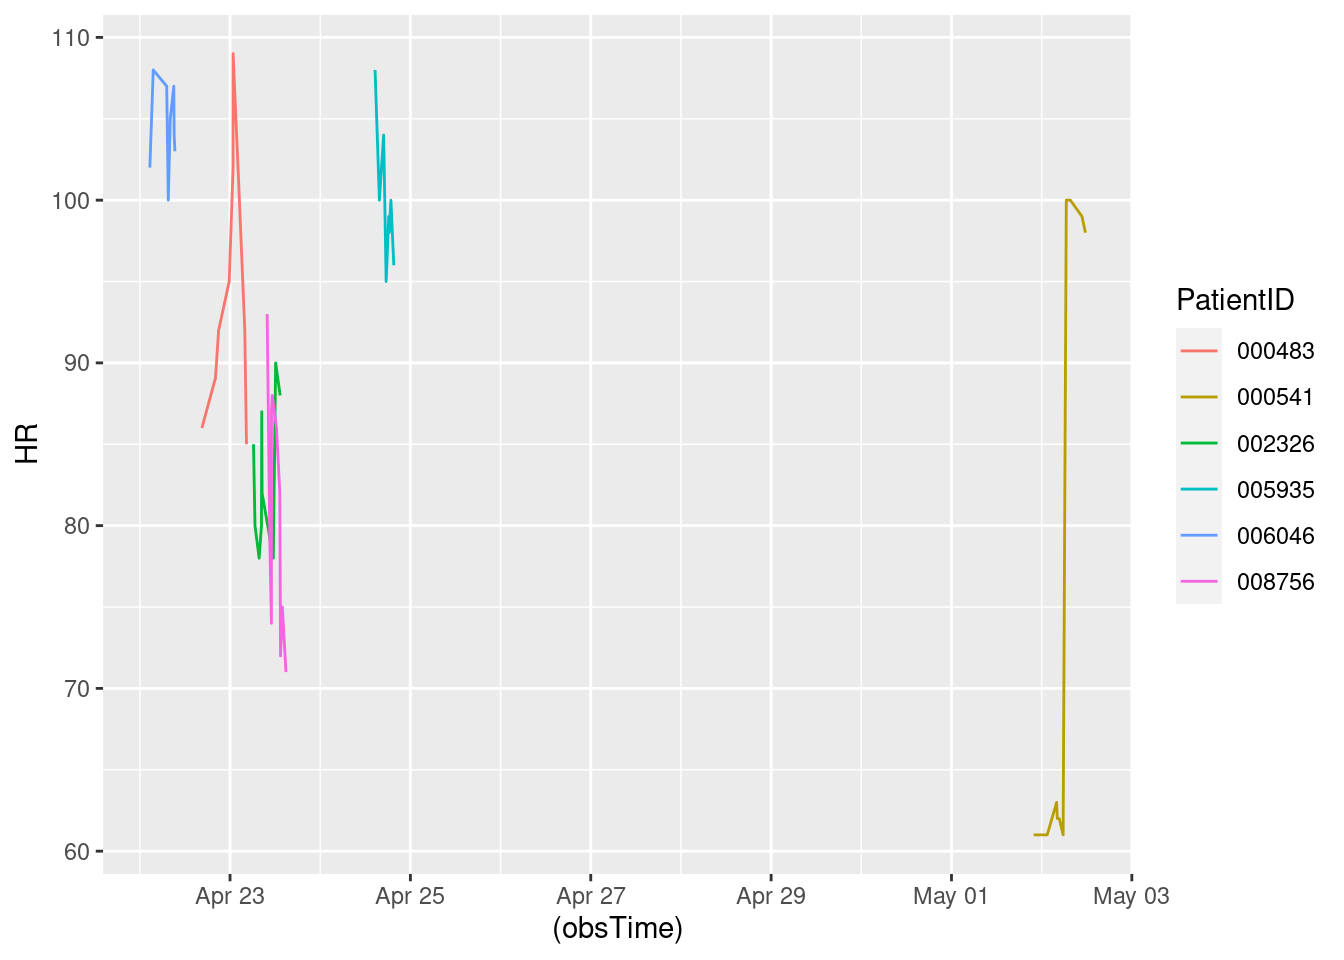 110
100
90
80
70
60
HR
Apr 23
Apr 25
Apr 27
Apr 29
May 01
May 03
(obsTime)
PatientID
000483
000541
002326
005935
006046
008756